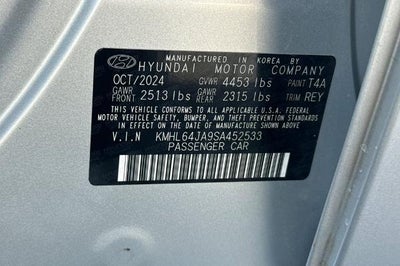 MANUFACTURED IN KOREA BY
HYUNDAI MOTOR COMPANY
OCT/2024 GVWR 4453 lbs PAINT T4A
GAWR FRONT 2513 lbs GAWR REAR 2315 lbs TRIM REY
THIS VEHICLE CONFORMS TO ALL APPLICABLE U.S.A. FEDERAL
MOTOR VEHICLE SAFETY, BUMPER, AND THEFT PREVENTION
STANDARDS IN EFFECT ON THE DATE OF MANUFACTURE SHOWN ABOVE.
V.I.N KMHL64JA9SA452533
PASSENGER CAR